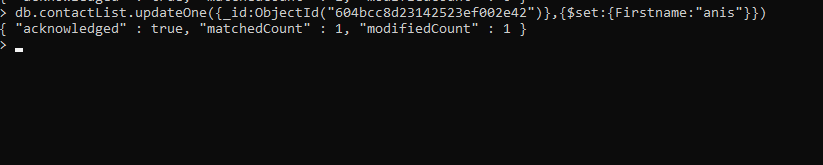 > db.contactList.updateOne({_id:ObjectId("604bcc8d23142523ef002e42")},{$set:{Firstname:"anis"}})
{ "acknowledged" : true, "matchedCount" : 1, "modifiedCount" : 1 }
>